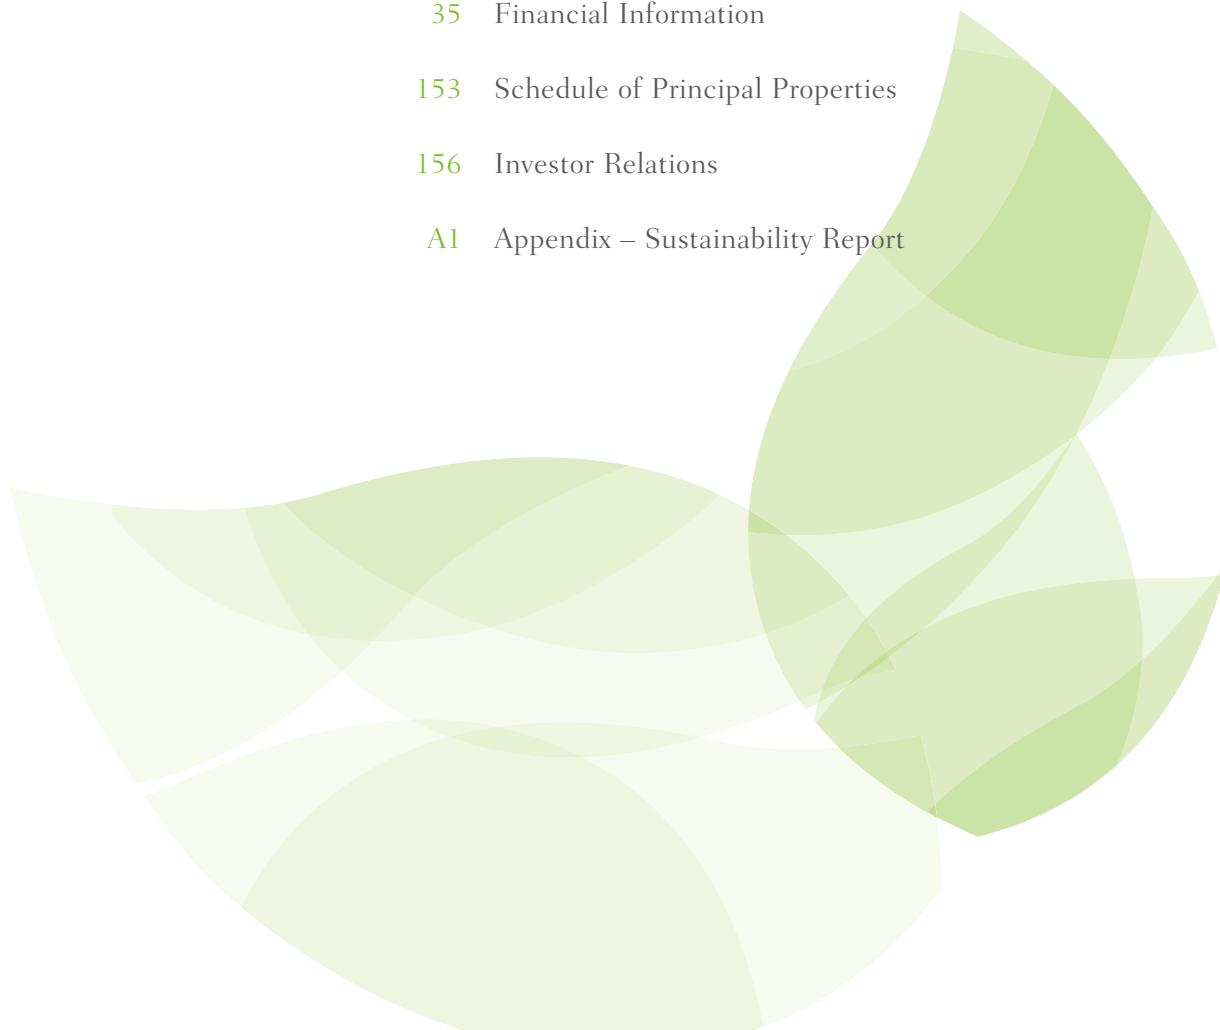 35 Financial Information
153 Schedule of Principal Properties
156 Investor Relations
A1 Appendix – Sustainability Report